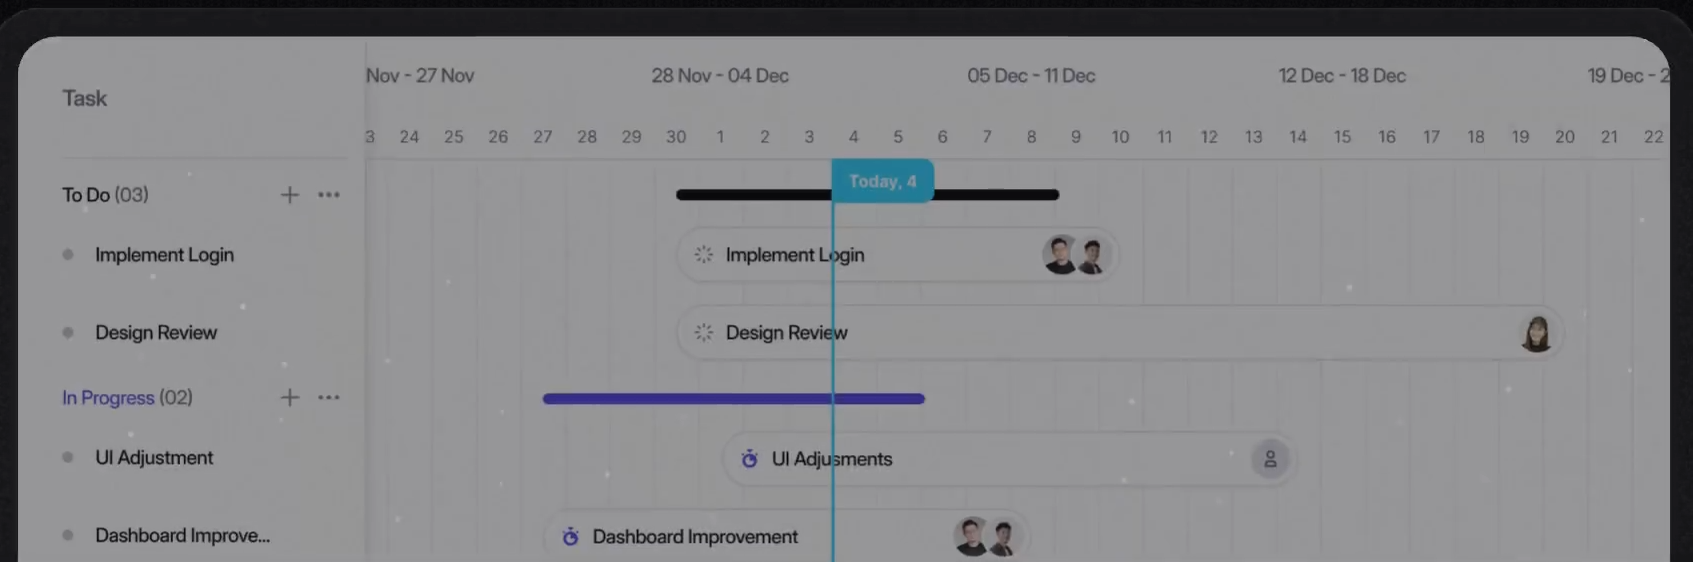 Task
Nov - 27 Nov 28 Nov - 04 Dec 05 Dec - 11 Dec 12 Dec - 18 Dec 19 Dec - 2
3 24 25 26 27 28 29 30 1 2 3 4 5 6 7 8 9 10 11 12 13 14 15 16 17 18 19 20 21 22
To Do (03)
Today, 4
Implement Login
Implement Login
Design Review
Design Review
In Progress (02)
UI Adjustment
UI Adjusments
Dashboard Improve...
Dashboard Improvement